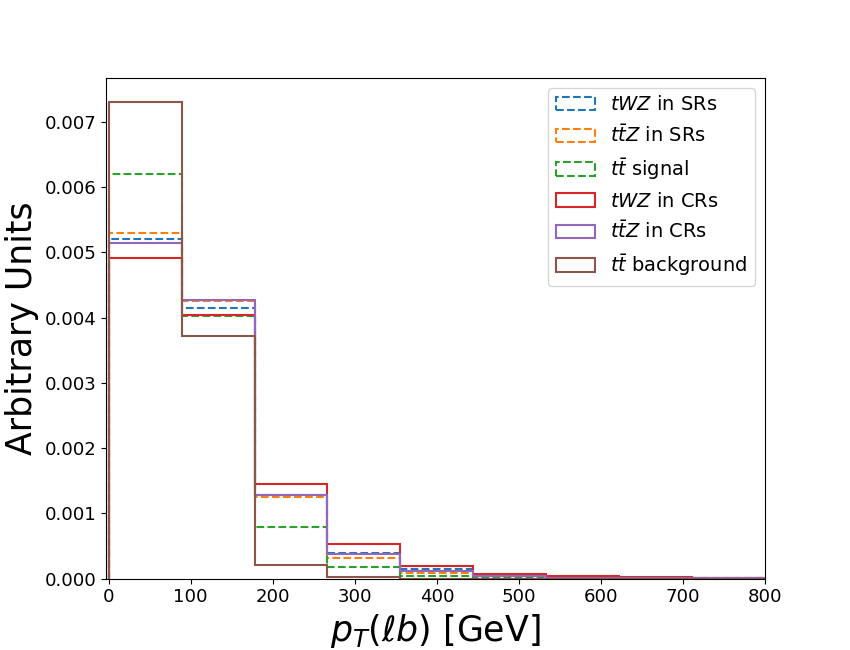 tWZ in SRs
tt̄Z in SRs
tt̄ signal
tWZ in CRs
tt̄Z in CRs
tt̄ background
Arbitrary Units
0.007
0.006
0.005
0.004
0.003
0.002
0.001
0.000
0 100 200 300 400 500 600 700 800
p_T(ℓb) [GeV]